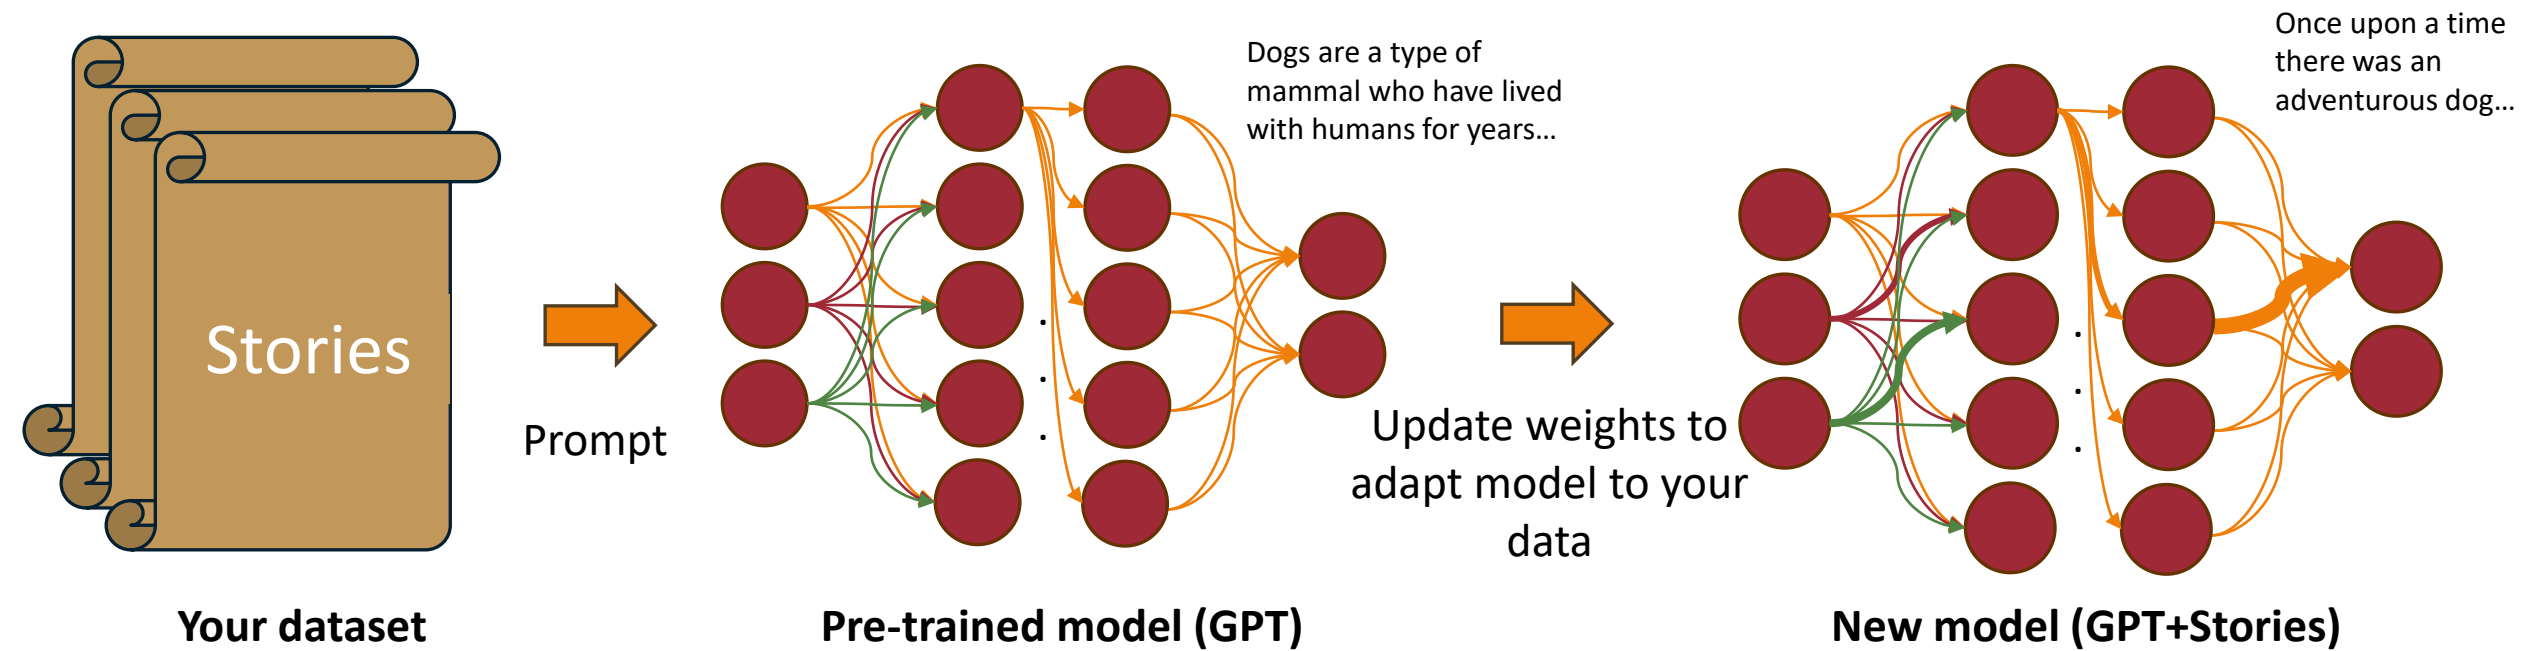 Stories
Your dataset
Prompt
Dogs are a type of
mammal who have lived
with humans for years...
Pre-trained model (GPT)
Update weights to
adapt model to your
data
Once upon a time
there was an
adventurous dog...
New model (GPT+Stories)